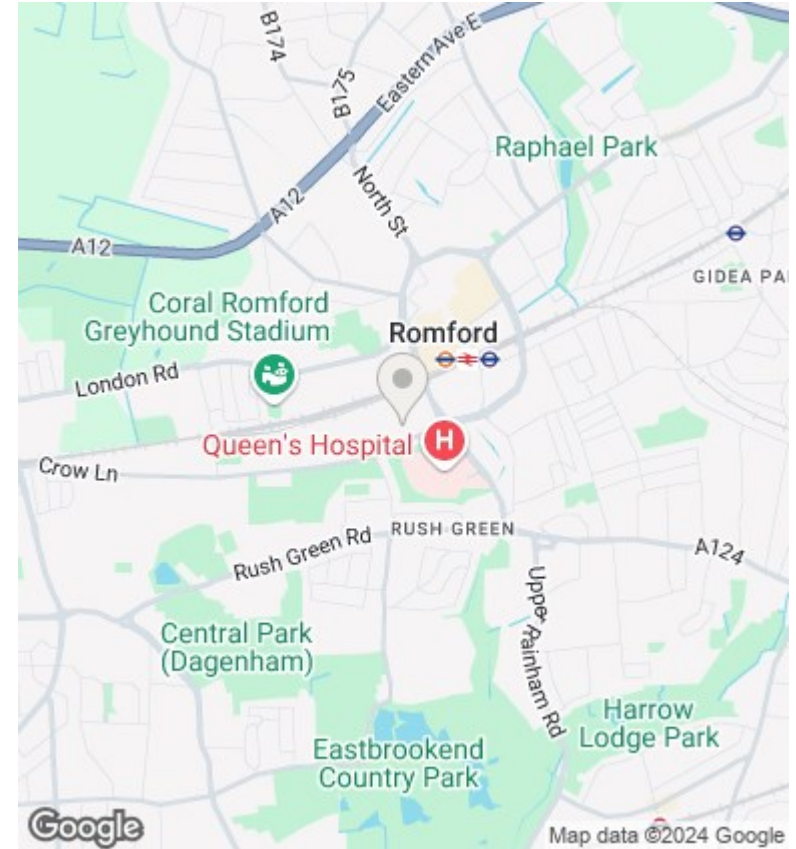 B174
B175
Eastern Ave E
Raphael Park
North St
A12
A12
GIDEA PA
Coral Romford
Greyhound Stadium
Romford
London Rd
Queen's Hospital
H
Crow Ln
RUSH GREEN
Rush Green Rd
A124
Upper Rainham Rd
Central Park
(Dagenham)
Harrow
Lodge Park
Eastbrookend
Country Park
Google
Map data ©2024 Google